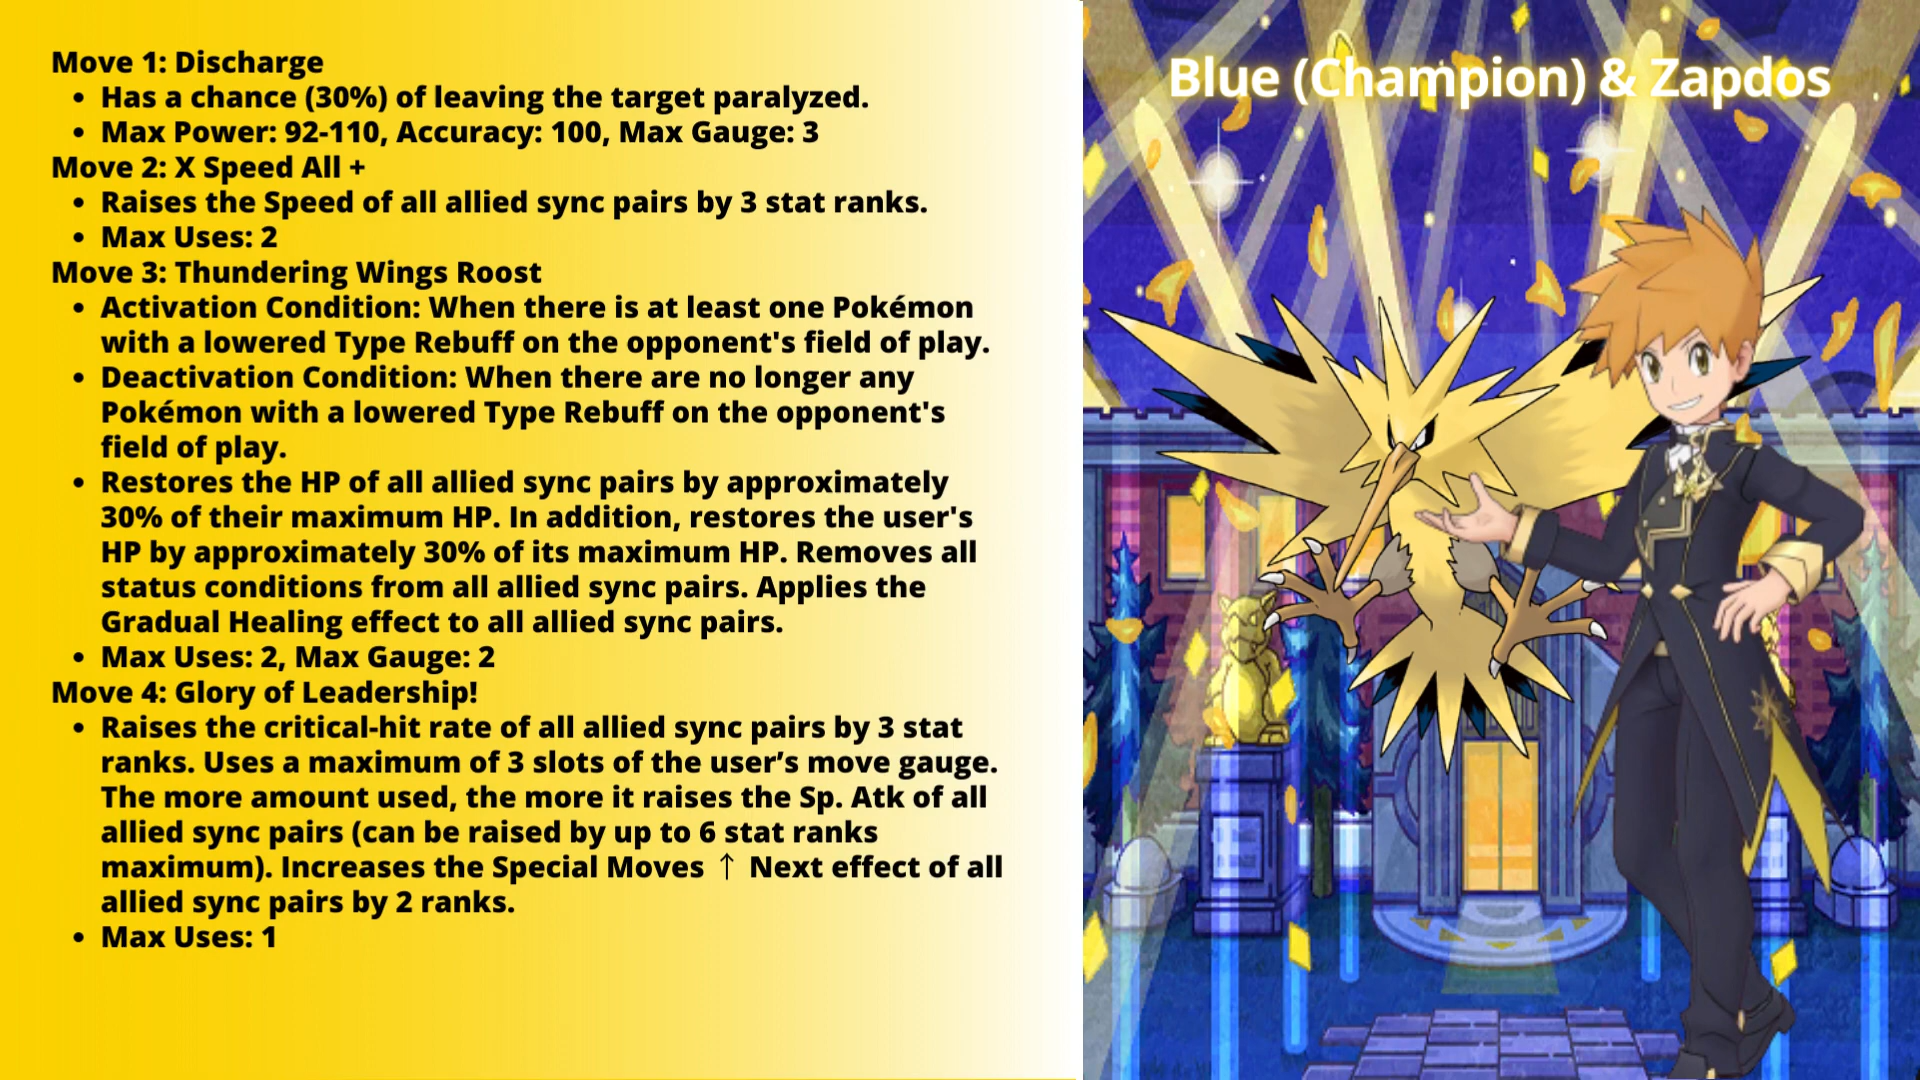 Move 1: Discharge
• Has a chance (30%) of leaving the target paralyzed.
• Max Power: 92-110, Accuracy: 100, Max Gauge: 3
Move 2: X Speed All +
• Raises the Speed of all allied sync pairs by 3 stat ranks.
• Max Uses: 2
Move 3: Thundering Wings Roost
• Activation Condition: When there is at least one Pokémon
with a lowered Type Rebuff on the opponent's field of play.
• Deactivation Condition: When there are no longer any
Pokémon with a lowered Type Rebuff on the opponent's
field of play.
• Restores the HP of all allied sync pairs by approximately
30% of their maximum HP. In addition, restores the user's
HP by approximately 30% of its maximum HP. Removes all
status conditions from all allied sync pairs. Applies the
Gradual Healing effect to all allied sync pairs.
• Max Uses: 2, Max Gauge: 2
Move 4: Glory of Leadership!
• Raises the critical-hit rate of all allied sync pairs by 3 stat
ranks. Uses a maximum of 3 slots of the user’s move gauge.
The more amount used, the more it raises the Sp. Atk of all
allied sync pairs (can be raised by up to 6 stat ranks
maximum). Increases the Special Moves ↑ Next effect of all
allied sync pairs by 2 ranks.
• Max Uses: 1
Blue (Champion) & Zapdos